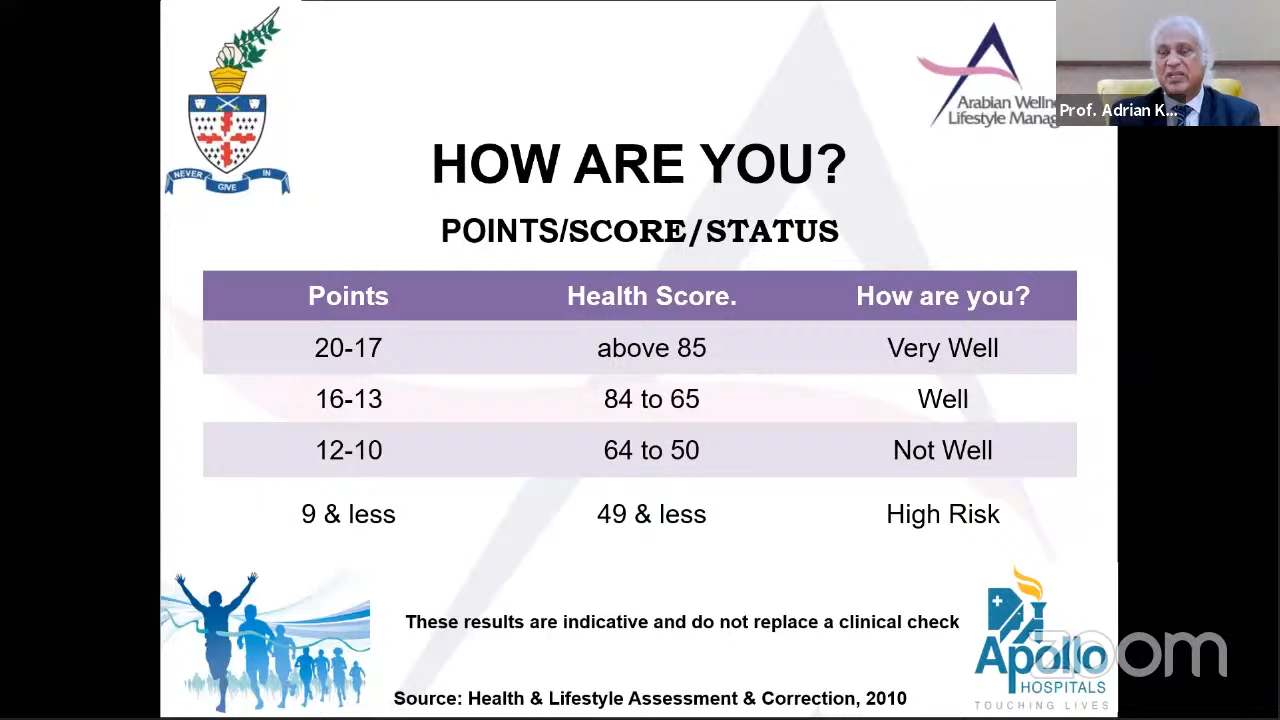 NEVER GIVE IN
Arabian Welln
Lifestyle Manag
Prof. Adrian K...
HOW ARE YOU?
POINTS/SCORE/STATUS
Points Health Score. How are you?
20-17 above 85 Very Well
16-13 84 to 65 Well
12-10 64 to 50 Not Well
9 & less 49 & less High Risk
These results are indicative and do not replace a clinical check
Apollo
HOSPITALS
TOUCHING LIVES
zoom
Source: Health & Lifestyle Assessment & Correction, 2010